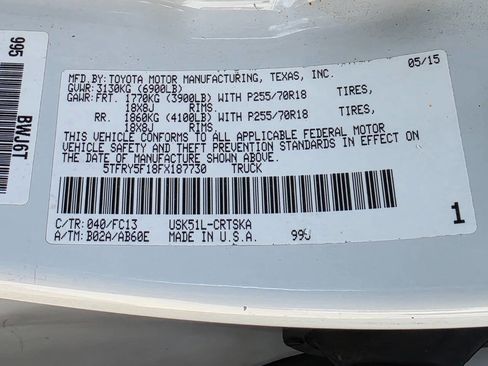 995
BWJ6T
MFD.BY:TOYOTA MOTOR MANUFACTURING, TEXAS, INC. 05/15
GVWR:3130KG (6900LB)
GAWR:FRT. 1770KG (3900LB) WITH P255/70R18 TIRES,
18X8J RIMS
RR. 1860KG (4100LB) WITH P255/70R18 TIRES,
18X8J RIMS
THIS VEHICLE CONFORMS TO ALL APPLICABLE FEDERAL MOTOR
VEHICLE SAFETY AND THEFT PREVENTION STANDARDS IN EFFECT ON
THE DATE OF MANUFACTURE SHOWN ABOVE.
5TFRY5F18FX187730 TRUCK
C/TR: 040/FC13 USK51L-CRTSKA
A/TM: B02A/AB60E MADE IN U.S.A. 1